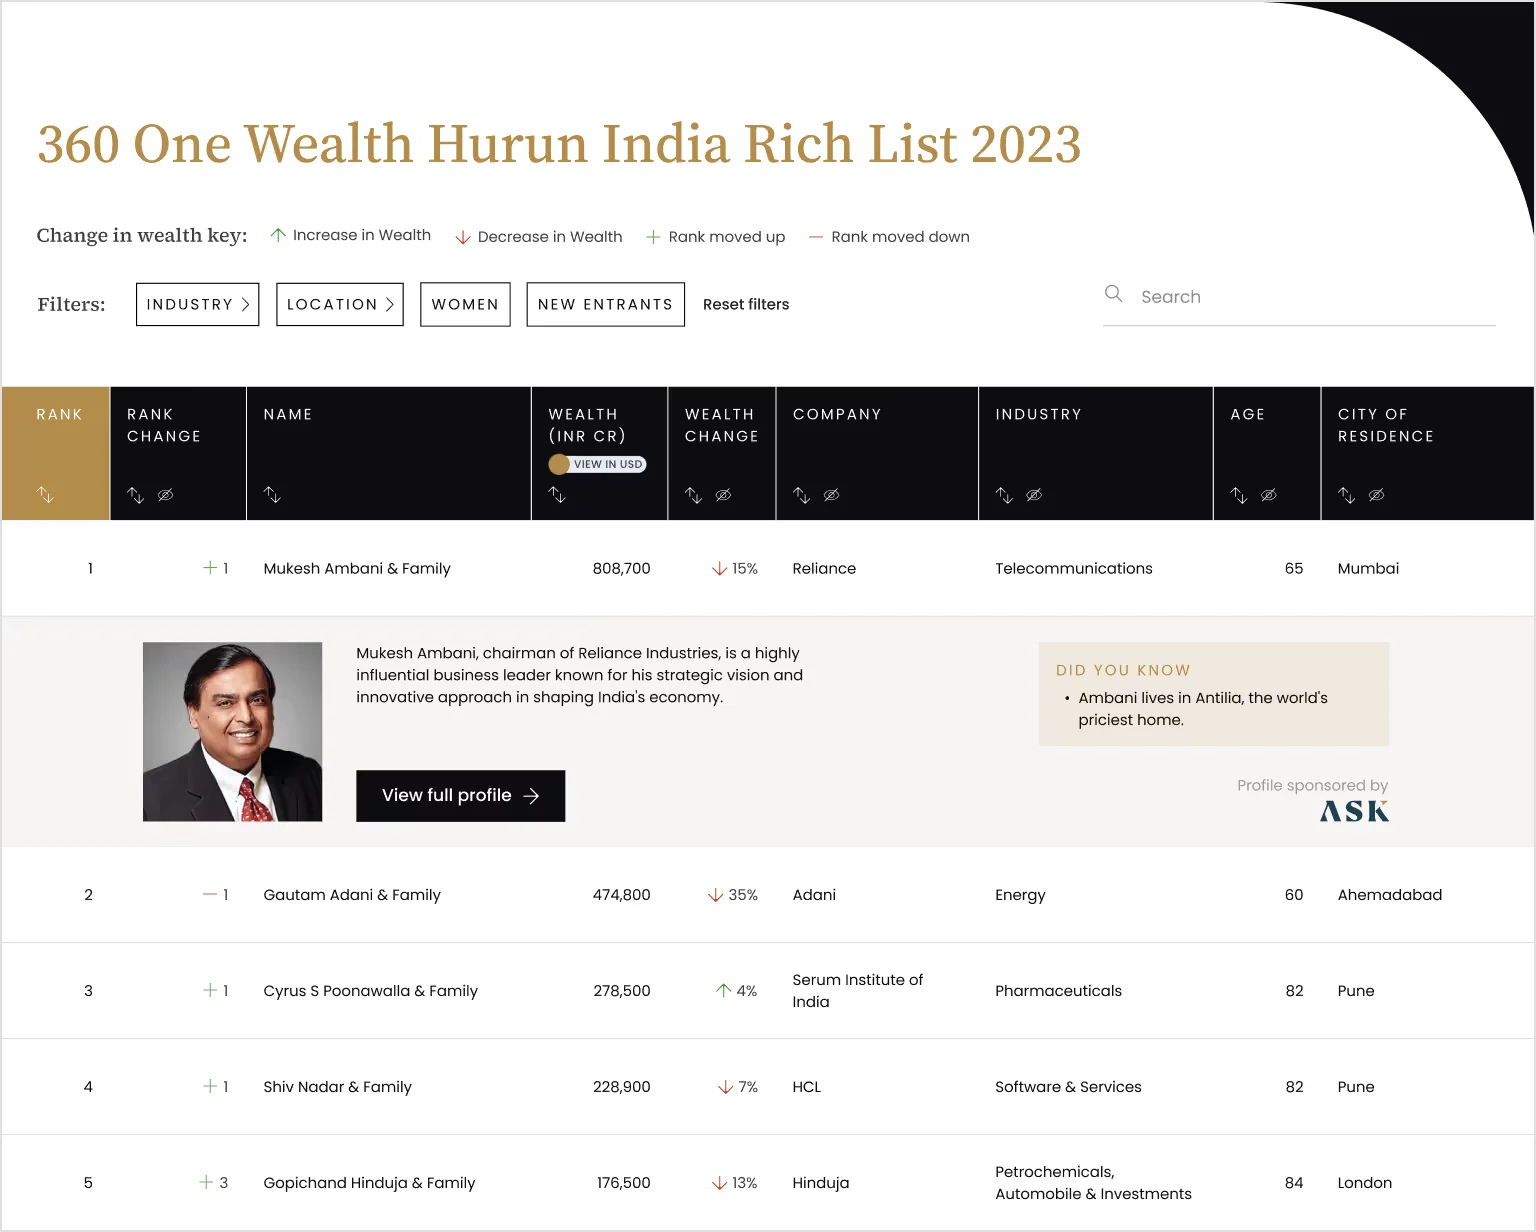 360 One Wealth Hurun India Rich List 2023
Change in wealth key: Increase in Wealth Decrease in Wealth Rank moved up Rank moved down
Filters: INDUSTRY LOCATION WOMEN NEW ENTRANTS Reset filters Search
RANK RANK CHANGE NAME WEALTH (INR CR) VIEW IN USD WEALTH CHANGE COMPANY INDUSTRY AGE CITY OF RESIDENCE
1 + 1 Mukesh Ambani & Family 808,700 ↓ 15% Reliance Telecommunications 65 Mumbai
Mukesh Ambani, chairman of Reliance Industries, is a highly
influential business leader known for his strategic vision and
innovative approach in shaping India's economy.
View full profile →
DID YOU KNOW
• Ambani lives in Antilia, the world's
priciest home.
Profile sponsored by
ASK
2 — 1 Gautam Adani & Family 474,800 ↓ 35% Adani Energy 60 Ahemadabad
3 + 1 Cyrus S Poonawalla & Family 278,500 ↑ 4% Serum Institute of India Pharmaceuticals 82 Pune
4 + 1 Shiv Nadar & Family 228,900 ↓ 7% HCL Software & Services 82 Pune
5 + 3 Gopichand Hinduja & Family 176,500 ↓ 13% Hinduja Petrochemicals, Automobile & Investments 84 London